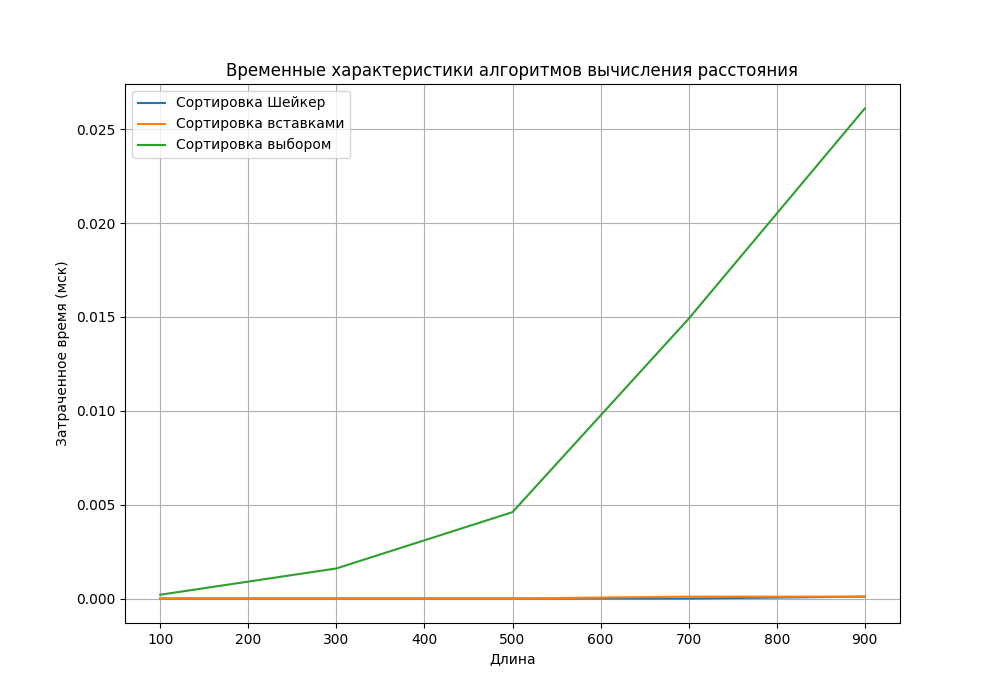 Временные характеристики алгоритмов вычисления расстояния
Сортировка Шейкер
Сортировка вставками
Сортировка выбором
Затраченное время (мск)
0.025
0.020
0.015
0.010
0.005
0.000
100 200 300 400 500 600 700 800 900
Длина